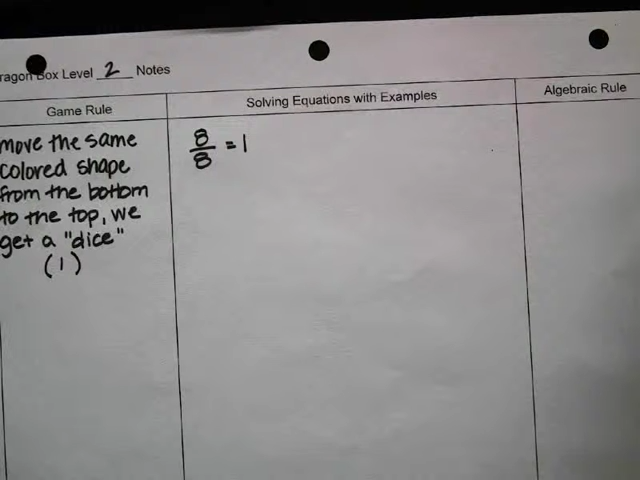 ragon Box Level 2 Notes
Game Rule
Solving Equations with Examples
Algebraic Rule
move the same
colored shape
from the bottom
to the top, we
get a "dice"
(1)
8/8 = 1